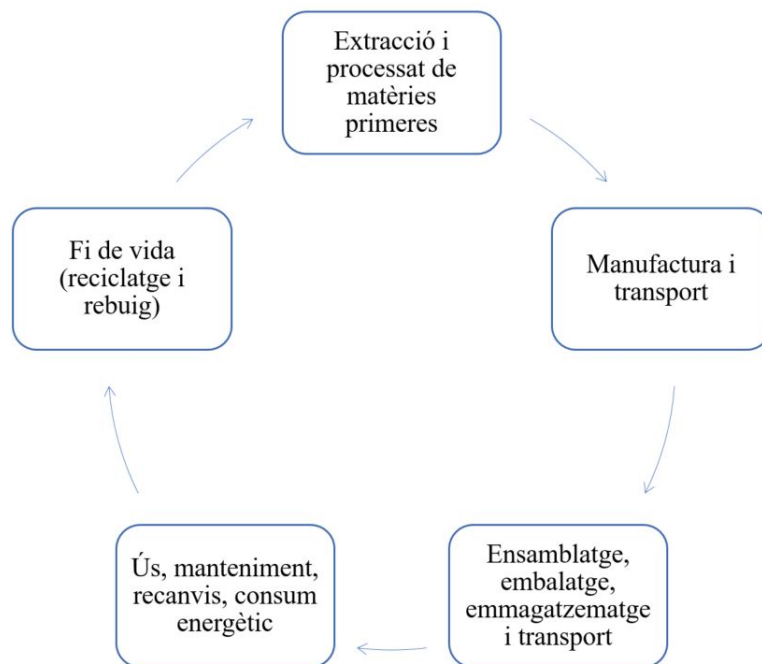 Extracció i
processat de
matèries
primeres
Manufactura i
transport
Ensamblatge,
embalatge,
emmagatzematge
i transport
Ús, manteniment,
recanvis, consum
energètic
Fi de vida
(reciclatge i
rebuig)